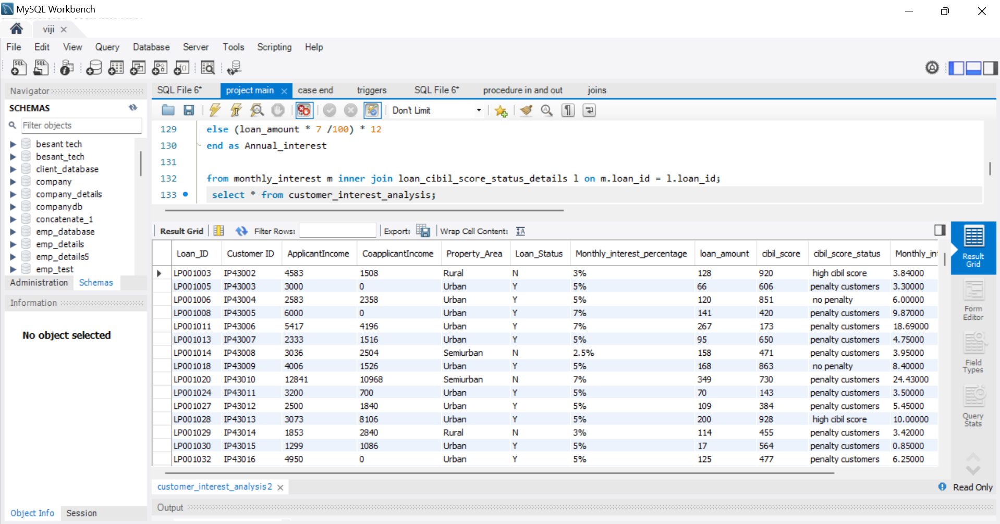 MySQL Workbench
viji
File Edit View Query Database Server Tools Scripting Help
Navigator
SCHEMAS
Filter objects
besant tech
besant_tech
client_database
company
company_details
companydb
concatenate_1
emp_database
emp_details
emp_details5
emp_test
Administration Schemas
Information
No object selected
Object Info Session
SQL File 6* project main case end triggers SQL File 6* procedure in and out joins
Don't Limit
129 else (loan_amount * 7 /100) * 12
130 end as Annual_interest
131
132 from monthly_interest m inner join loan_cibil_score_status_details l on m.loan_id = l.loan_id;
133 select * from customer_interest_analysis;
Result Grid Filter Rows: Export: Wrap Cell Content:
Loan_ID Customer ID ApplicantIncome CoapplicantIncome Property_Area Loan_Status Monthly_interest_percentage loan_amount cibil_score cibil_score_status Monthly_in
LP001003 IP43002 4583 1508 Rural N 3% 128 920 high cibil score 3.84000
LP001005 IP43003 3000 0 Urban Y 5% 66 606 penalty customers 3.30000
LP001006 IP43004 2583 2358 Urban Y 5% 120 851 no penalty 6.00000
LP001008 IP43005 6000 0 Urban Y 7% 141 420 penalty customers 9.87000
LP001011 IP43006 5417 4196 Urban Y 7% 267 173 penalty customers 18.69000
LP001013 IP43007 2333 1516 Urban Y 5% 95 650 penalty customers 4.75000
LP001014 IP43008 3036 2504 Semiurban N 2.5% 158 471 penalty customers 3.95000
LP001018 IP43009 4006 1526 Urban Y 5% 168 863 no penalty 8.40000
LP001020 IP43010 12841 10968 Semiurban N 7% 349 730 penalty customers 24.43000
LP001024 IP43011 3200 700 Urban Y 5% 70 143 penalty customers 3.50000
LP001027 IP43012 2500 1840 Urban Y 5% 109 384 penalty customers 5.45000
LP001028 IP43013 3073 8106 Urban Y 5% 200 928 high cibil score 10.00000
LP001029 IP43014 1853 2840 Rural N 3% 114 455 penalty customers 3.42000
LP001030 IP43015 1299 1086 Urban Y 5% 17 564 penalty customers 0.85000
LP001032 IP43016 4950 0 Urban Y 5% 125 477 penalty customers 6.25000
Result
Grid
Form
Editor
Field
Types
Query
Stats
customer_interest_analysis2
Read Only
Output